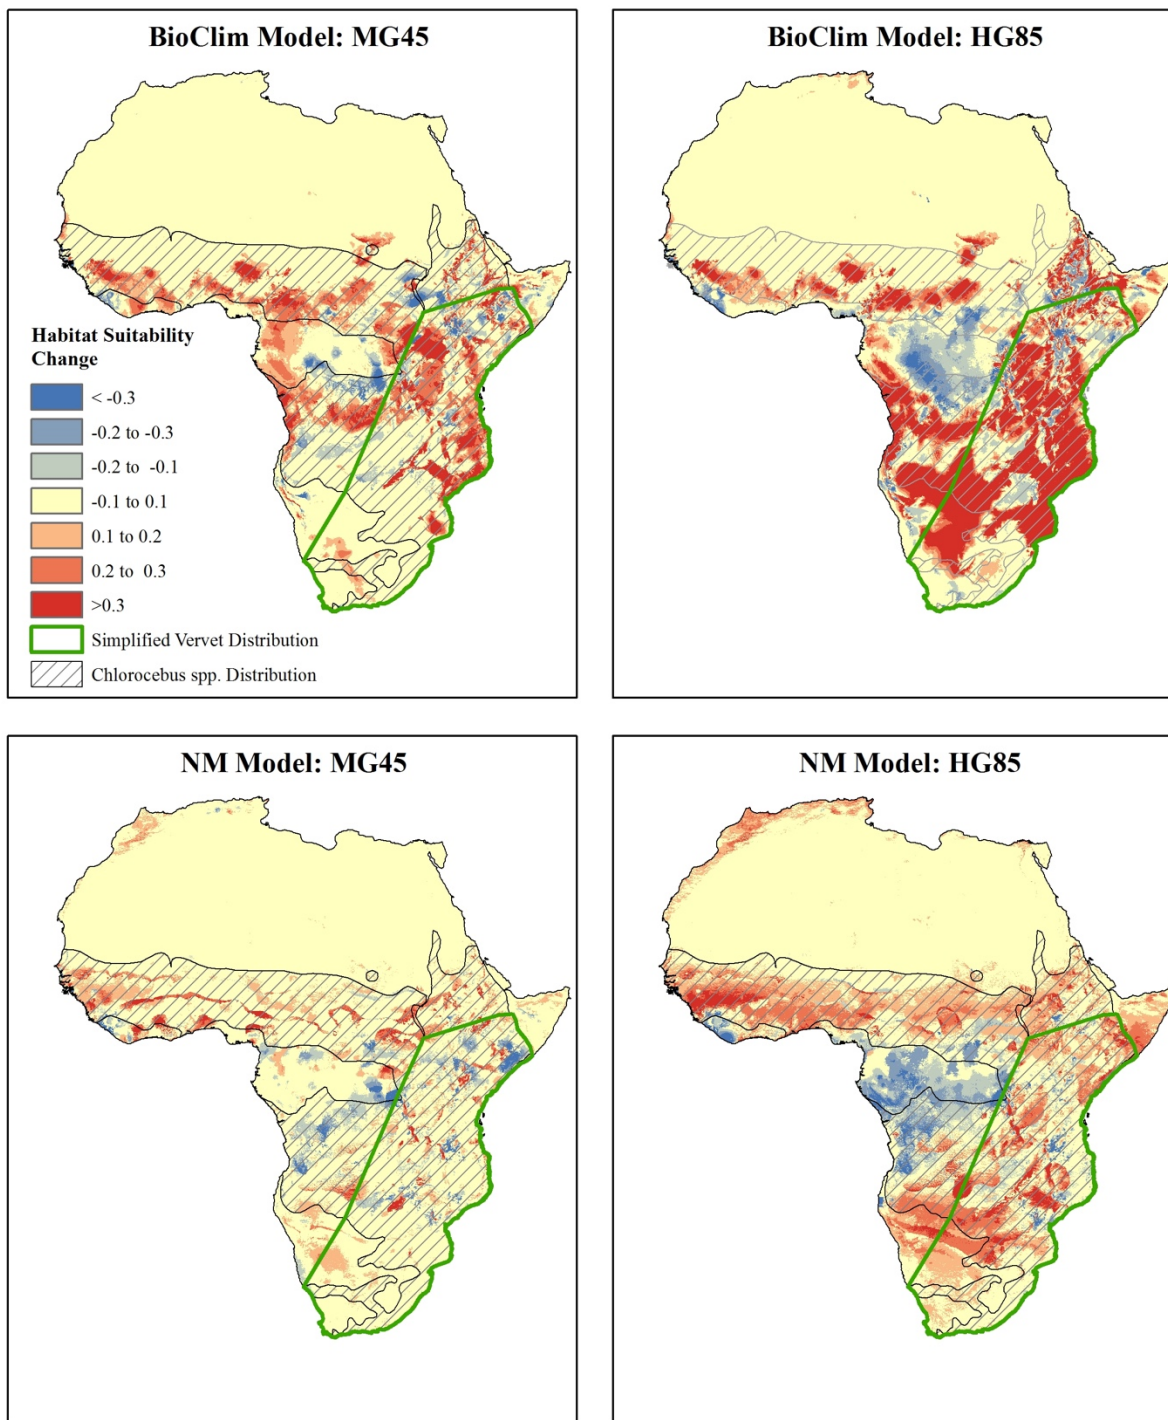 BioClim Model: MG45
BioClim Model: HG85
Habitat Suitability
Change
< -0.3
-0.2 to -0.3
-0.2 to -0.1
-0.1 to 0.1
0.1 to 0.2
0.2 to 0.3
>0.3
Simplified Vervet Distribution
Chlorocebus spp. Distribution
NM Model: MG45
NM Model: HG85